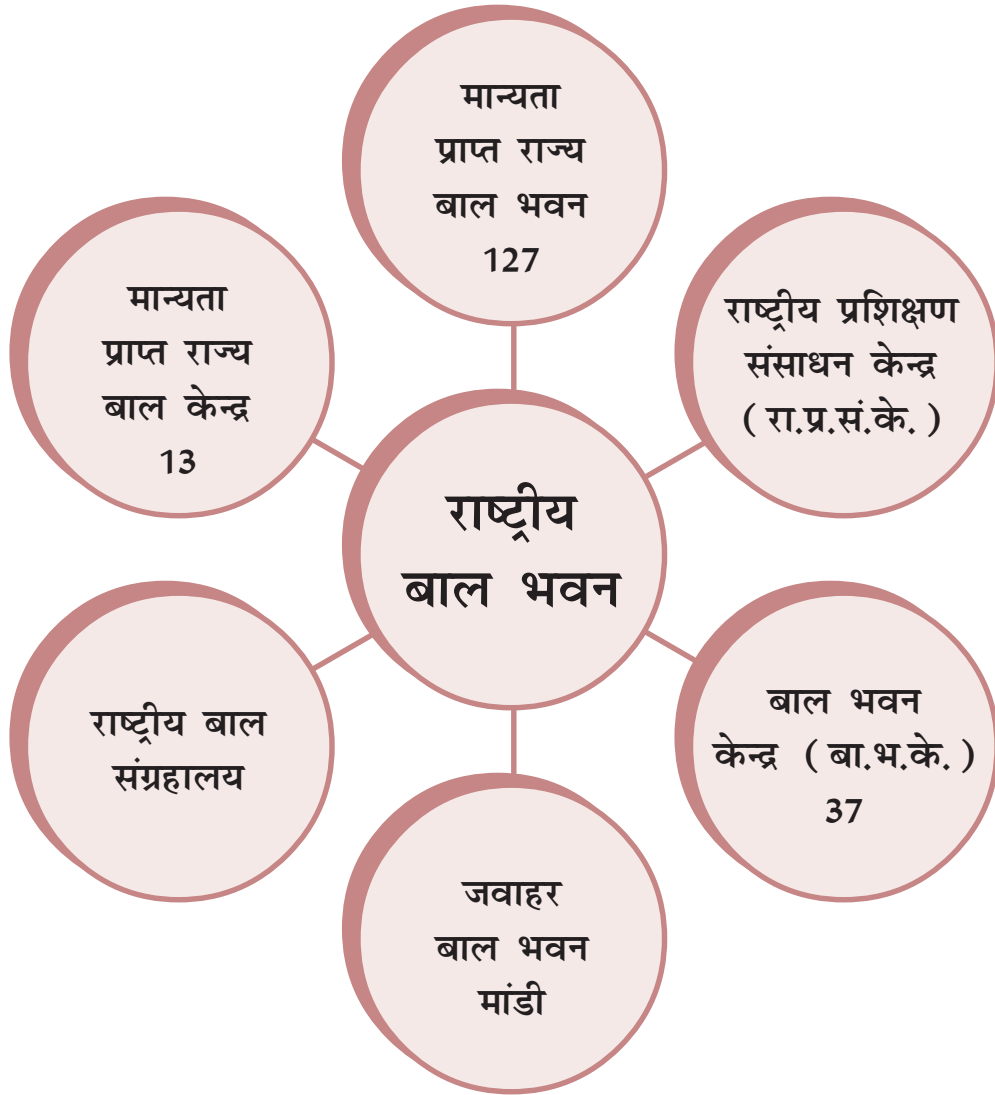 मान्यता
प्राप्त राज्य
बाल भवन
127
मान्यता
प्राप्त राज्य
बाल केन्द्र
13
राष्ट्रीय प्रशिक्षण
संसाधन केन्द्र
( रा.प्र.सं.के. )
राष्ट्रीय
बाल भवन
राष्ट्रीय बाल
संग्रहालय
बाल भवन
केन्द्र ( बा.भ.के. )
37
जवाहर
बाल भवन
मांडी